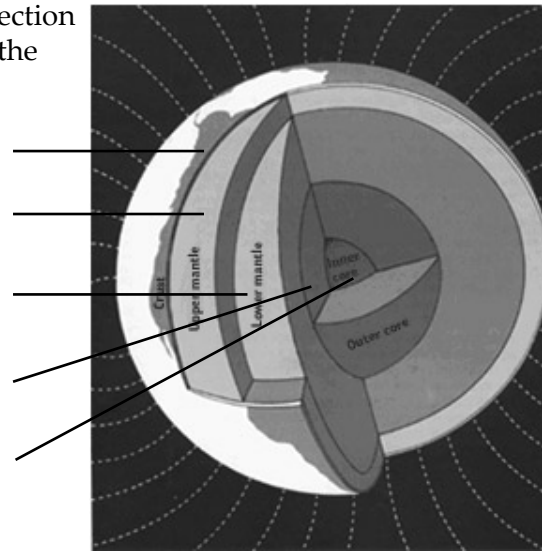 ection
the
Crust
Upper mantle
Lower mantle
Inner
core
Outer core